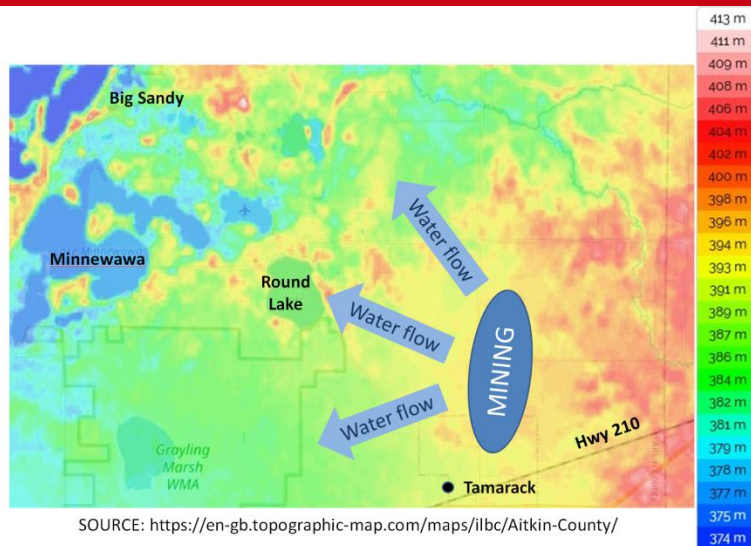 Big Sandy
Minnewawa
Round
Lake
Water flow
Water flow
Water flow
MINING
Hwy 210
Tamarack
Grayling
Marsh
WMA
SOURCE: https://en-gb.topographic-map.com/maps/ilbc/Aitkin-County/
413 m
411 m
409 m
408 m
406 m
404 m
402 m
400 m
398 m
396 m
394 m
393 m
391 m
389 m
387 m
386 m
384 m
382 m
381 m
379 m
378 m
377 m
375 m
374 m